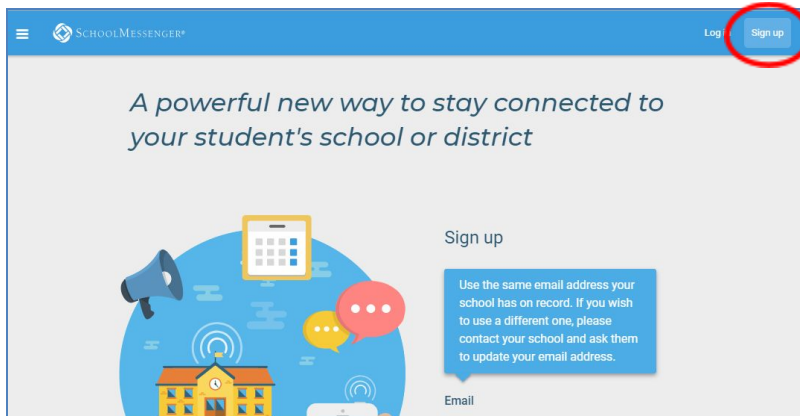 SCHOOLMESSENGER®
Log in
Sign up
A powerful new way to stay connected to
your student's school or district
Sign up
Use the same email address your
school has on record. If you wish
to use a different one, please
contact your school and ask them
to update your email address.
Email